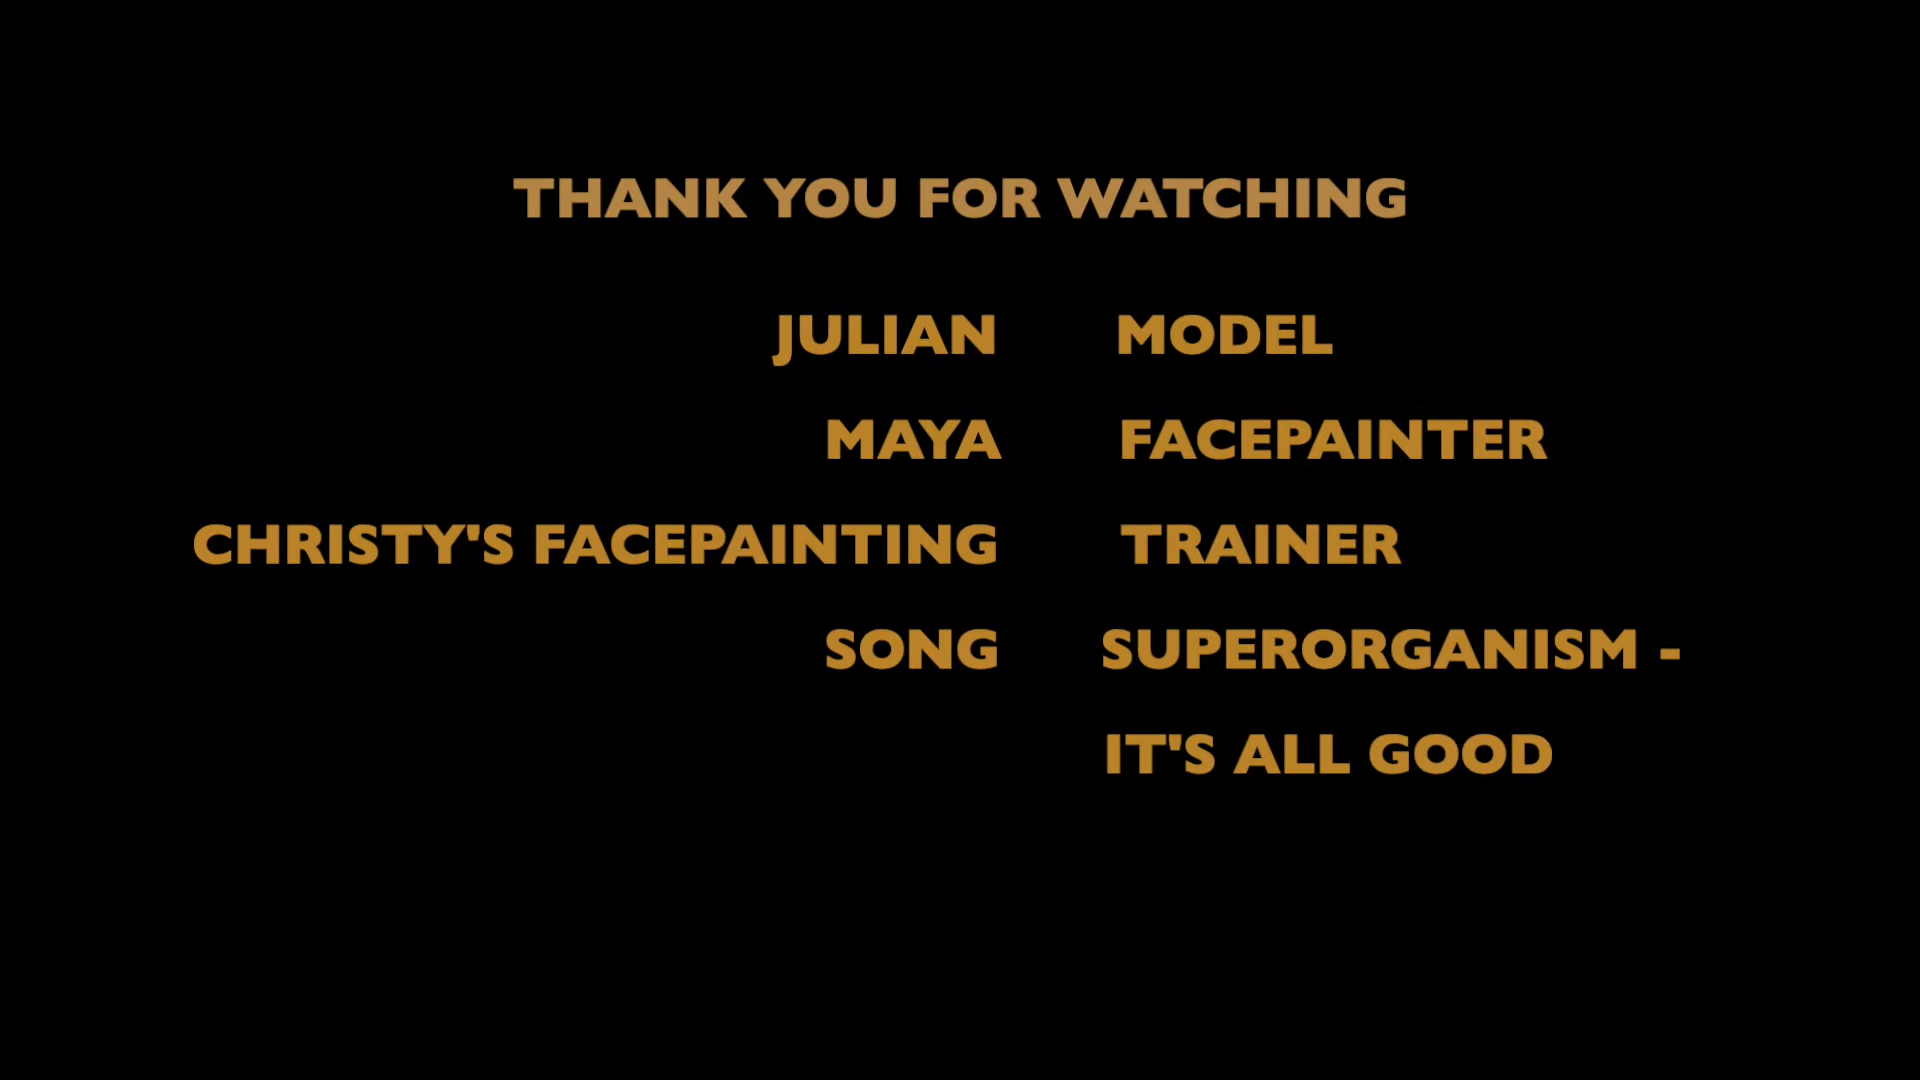 THANK YOU FOR WATCHING
JULIAN MODEL
MAYA FACEPAINTER
CHRISTY'S FACEPAINTING TRAINER
SONG SUPERORGANISM -
IT'S ALL GOOD